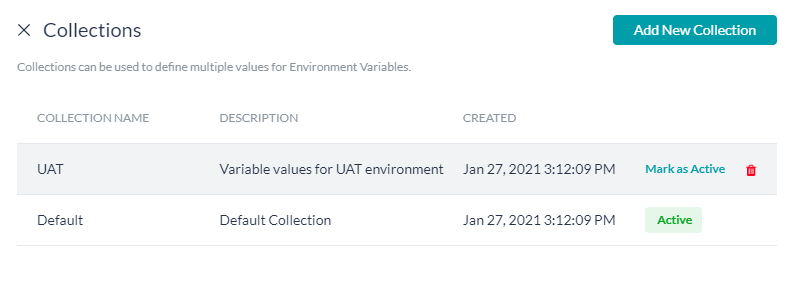 Collections
Add New Collection
Collections can be used to define multiple values for Environment Variables.
COLLECTION NAME DESCRIPTION CREATED
UAT Variable values for UAT environment Jan 27, 2021 3:12:09 PM Mark as Active
Default Default Collection Jan 27, 2021 3:12:09 PM Active